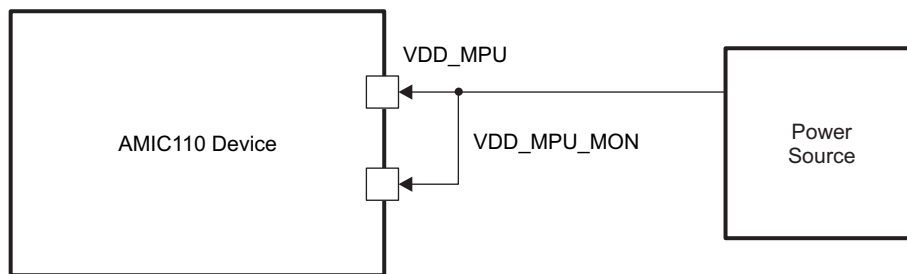 VDD_MPU
AMIC110 Device
VDD_MPU_MON
Power
Source